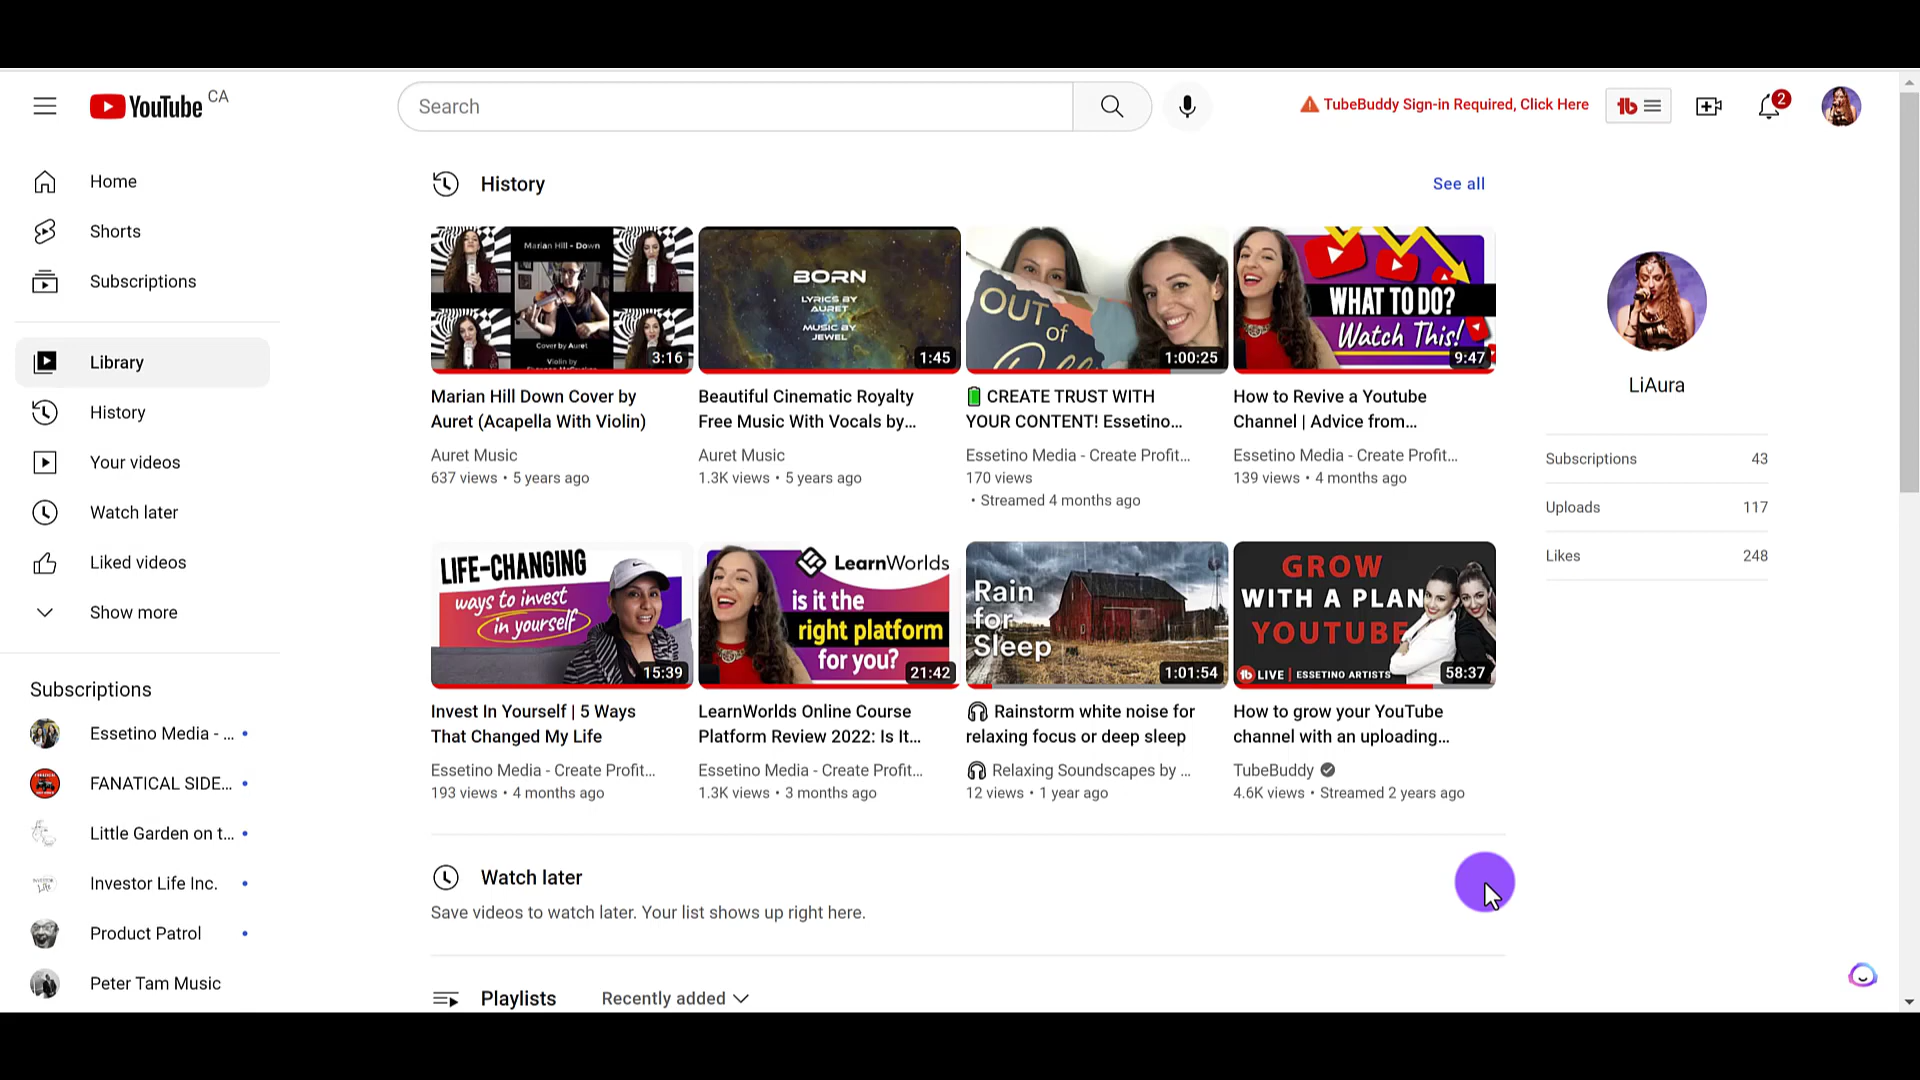 YouTube CA
Search
TubeBuddy Sign-in Required, Click Here
tb
2
Home
Shorts
Subscriptions
Library
History
Your videos
Watch later
Liked videos
Show more
Subscriptions
Essetino Media - ...
FANATICAL SIDE...
Little Garden on t...
Investor Life Inc.
Product Patrol
Peter Tam Music
History
See all
Marian Hill - Down
Cover by Auret
Violin by
3:16
BORN
LYRICS BY
AURET
MUSIC BY
JEWEL
1:45
OUT
of
1:00:25
WHAT TO DO?
Watch This!
9:47
Marian Hill Down Cover by
Auret (Acapella With Violin)
Auret Music
637 views • 5 years ago
Beautiful Cinematic Royalty
Free Music With Vocals by...
Auret Music
1.3K views • 5 years ago
CREATE TRUST WITH
YOUR CONTENT! Essetino...
Essetino Media - Create Profit...
170 views
• Streamed 4 months ago
How to Revive a Youtube
Channel | Advice from...
Essetino Media - Create Profit...
139 views • 4 months ago
LIFE-CHANGING
ways to invest
in yourself
15:39
LearnWorlds
is it the
right platform
for you?
21:42
Rain
for
Sleep
1:01:54
GROW
WITH A PLAN
YOUTUBE
tb LIVE | ESSETINO ARTISTS
58:37
Invest In Yourself | 5 Ways
That Changed My Life
Essetino Media - Create Profit...
193 views • 4 months ago
LearnWorlds Online Course
Platform Review 2022: Is It...
Essetino Media - Create Profit...
1.3K views • 3 months ago
Rainstorm white noise for
relaxing focus or deep sleep
Relaxing Soundscapes by ...
12 views • 1 year ago
How to grow your YouTube
channel with an uploading...
TubeBuddy
4.6K views • Streamed 2 years ago
Watch later
Save videos to watch later. Your list shows up right here.
Playlists
Recently added
LiAura
Subscriptions 43
Uploads 117
Likes 248